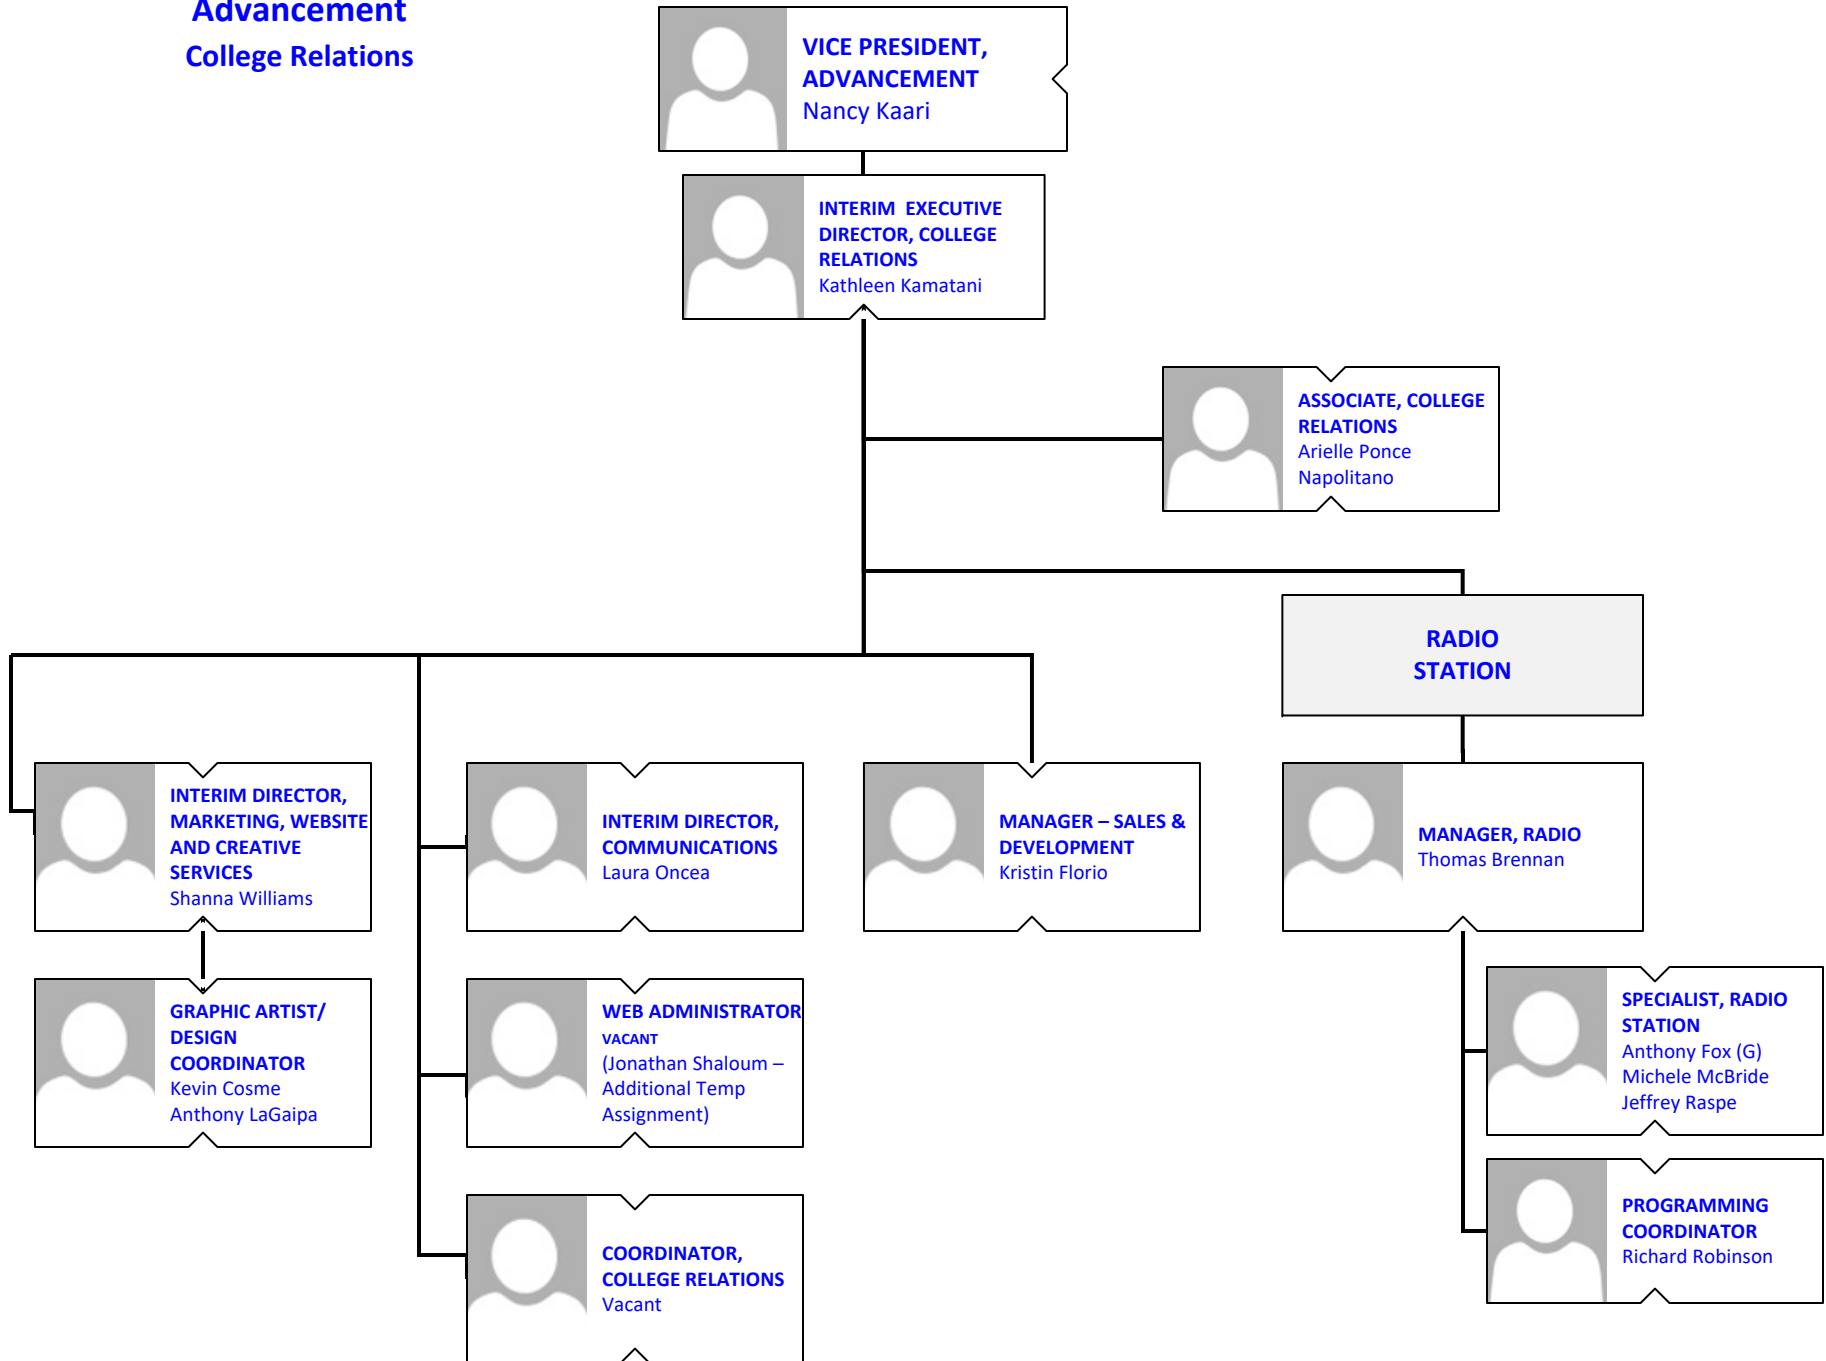 Advancement
College Relations
VICE PRESIDENT,
ADVANCEMENT
Nancy Kaari
INTERIM  EXECUTIVE
DIRECTOR, COLLEGE
RELATIONS
Kathleen Kamatani
ASSOCIATE, COLLEGE
RELATIONS
Arielle Ponce
Napolitano
RADIO
STATION
INTERIM DIRECTOR,
MARKETING, WEBSITE
AND CREATIVE
SERVICES
Shanna Williams
INTERIM DIRECTOR,
COMMUNICATIONS
Laura Oncea
MANAGER – SALES &
DEVELOPMENT
Kristin Florio
MANAGER, RADIO
Thomas Brennan
GRAPHIC ARTIST/
DESIGN
COORDINATOR
Kevin Cosme
Anthony LaGaipa
WEB ADMINISTRATOR
VACANT
(Jonathan Shaloum –
Additional Temp
Assignment)
SPECIALIST, RADIO
STATION
Anthony Fox (G)
Michele McBride
Jeffrey Raspe
COORDINATOR,
COLLEGE RELATIONS
Vacant
PROGRAMMING
COORDINATOR
Richard Robinson